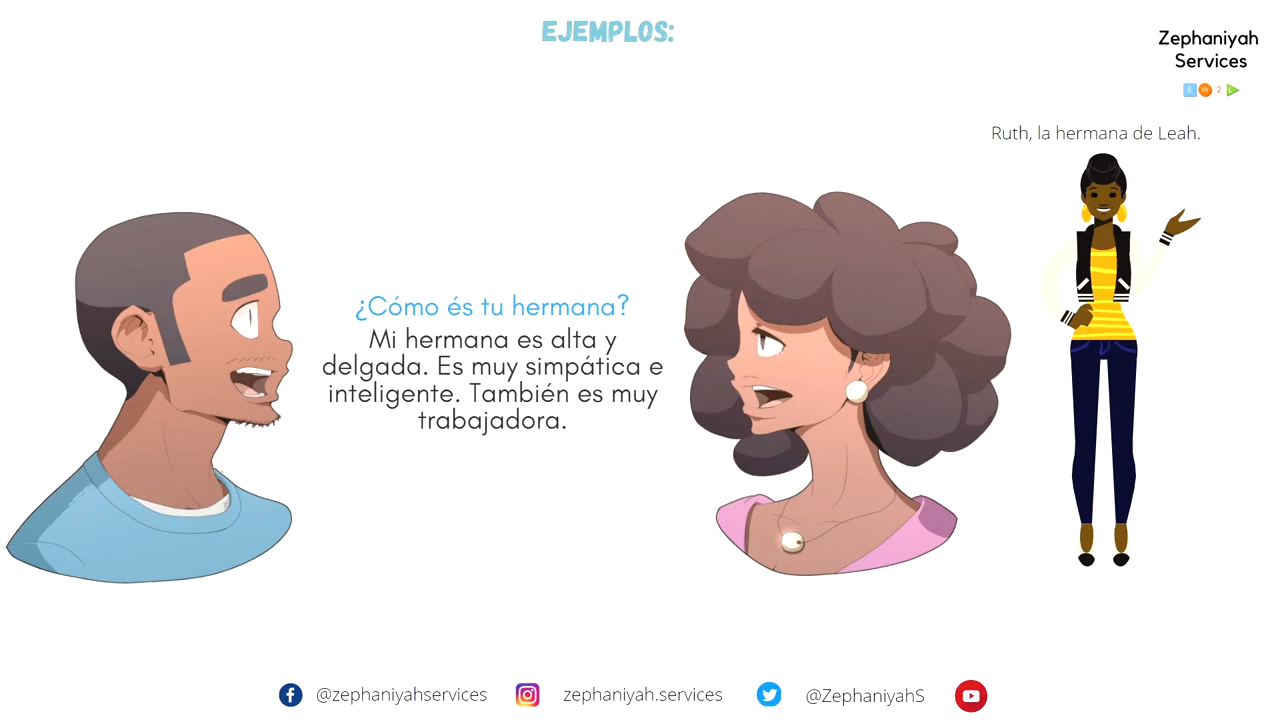 EJEMPLOS:
Zephaniyah
Services
E W 2 L
Ruth, la hermana de Leah.
¿Cómo és tu hermana?
Mi hermana es alta y
delgada. Es muy simpática e
inteligente. También es muy
trabajadora.
@zephaniyahservices
zephaniyah.services
@ZephaniyahS